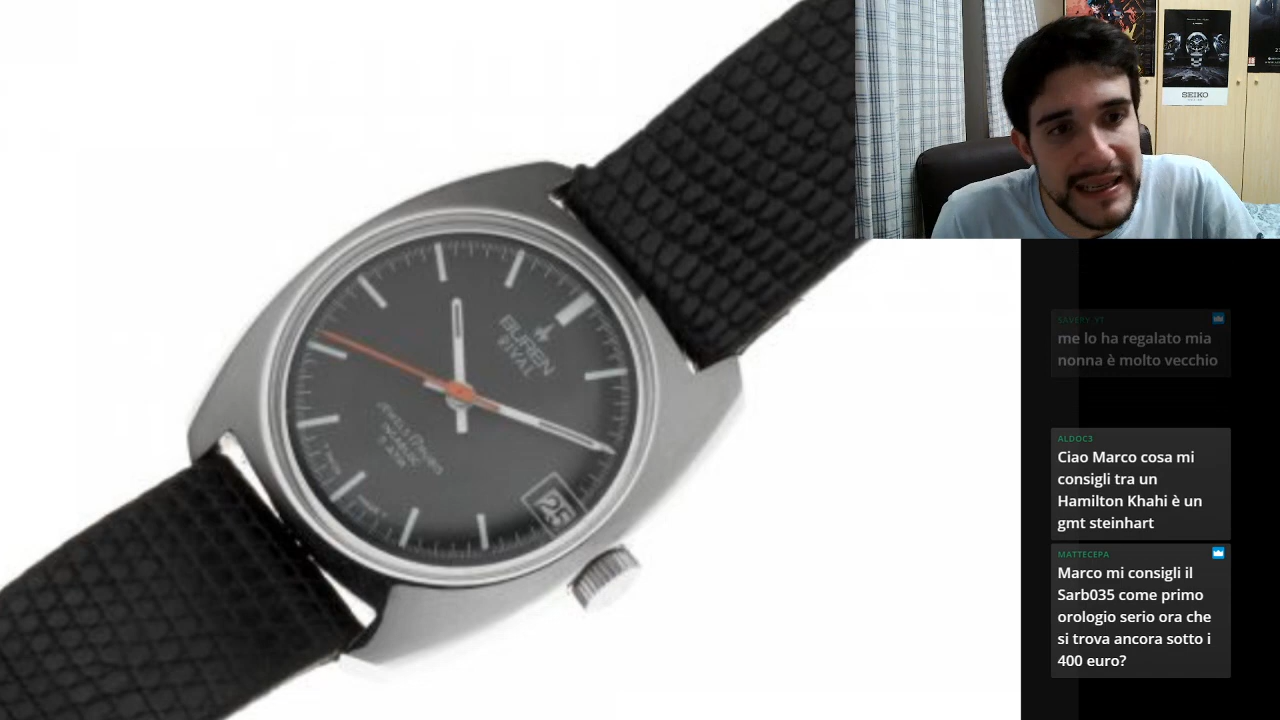 BUREN
RIVAL
25
SEIKO
SAVERY_YT
me lo ha regalato mia
nonna è molto vecchio
ALDOC3
Ciao Marco cosa mi
consigli tra un
Hamilton Khahi è un
gmt steinhart
MATTECEPA
Marco mi consigli il
Sarb035 come primo
orologio serio ora che
si trova ancora sotto i
400 euro?